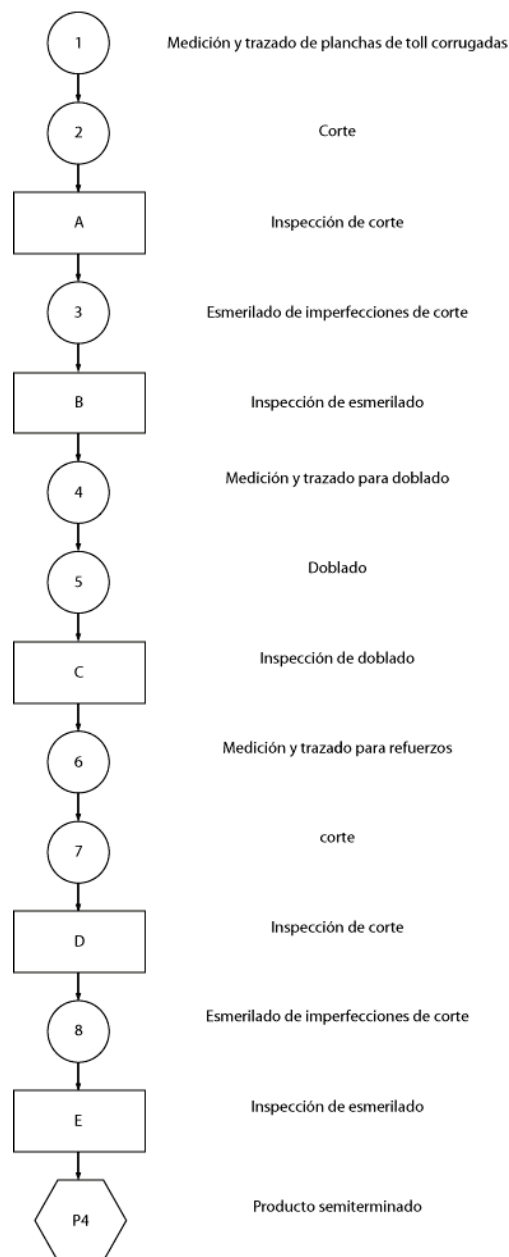 1 Medición y trazado de planchas de toll corrugadas
2 Corte
A Inspección de corte
3 Esmerilado de imperfecciones de corte
B Inspección de esmerilado
4 Medición y trazado para doblado
5 Doblado
C Inspección de doblado
6 Medición y trazado para refuerzos
7 corte
D Inspección de corte
8 Esmerilado de imperfecciones de corte
E Inspección de esmerilado
P4 Producto semiterminado